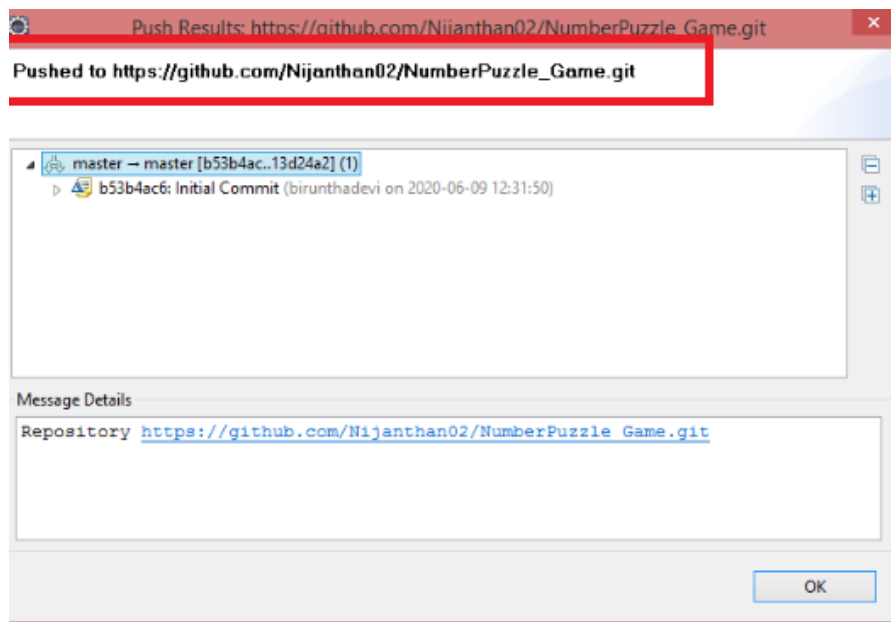 Push Results: https://github.com/Nijanthan02/NumberPuzzle_Game.git
Pushed to https://github.com/Nijanthan02/NumberPuzzle_Game.git
master → master [b53b4ac..13d24a2] (1)
b53b4ac6: Initial Commit (birunthadevi on 2020-06-09 12:31:50)
Message Details
Repository https://github.com/Nijanthan02/NumberPuzzle_Game.git
OK